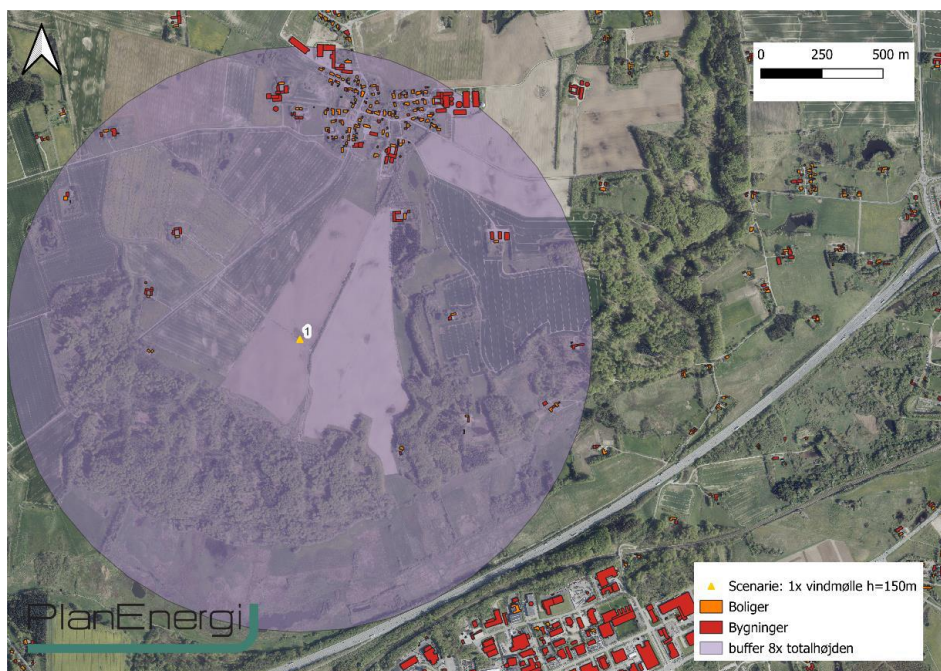 0 250 500 m
1
Scenarie: 1x vindmølle h=150m
Boliger
Bygninger
buffer 8x totalhøjden
PlanEnergi